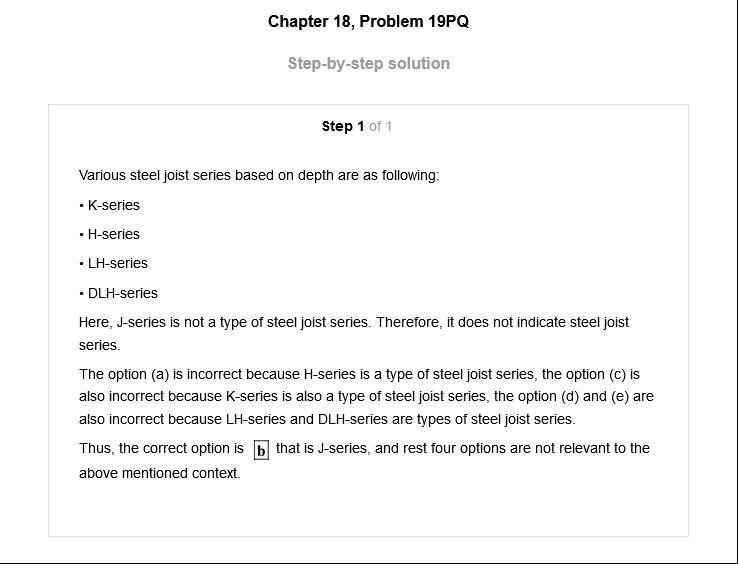 Chapter 18, Problem 19PQ
Step-by-step solution
Step 1 of 1
Various steel joist series based on depth are as following:
• K-series
• H-series
• LH-series
• DLH-series
Here, J-series is not a type of steel joist series. Therefore, it does not indicate steel joist
series.
The option (a) is incorrect because H-series is a type of steel joist series, the option (c) is
also incorrect because K-series is also a type of steel joist series, the option (d) and (e) are
also incorrect because LH-series and DLH-series are types of steel joist series.
Thus, the correct option is b that is J-series, and rest four options are not relevant to the
above mentioned context.